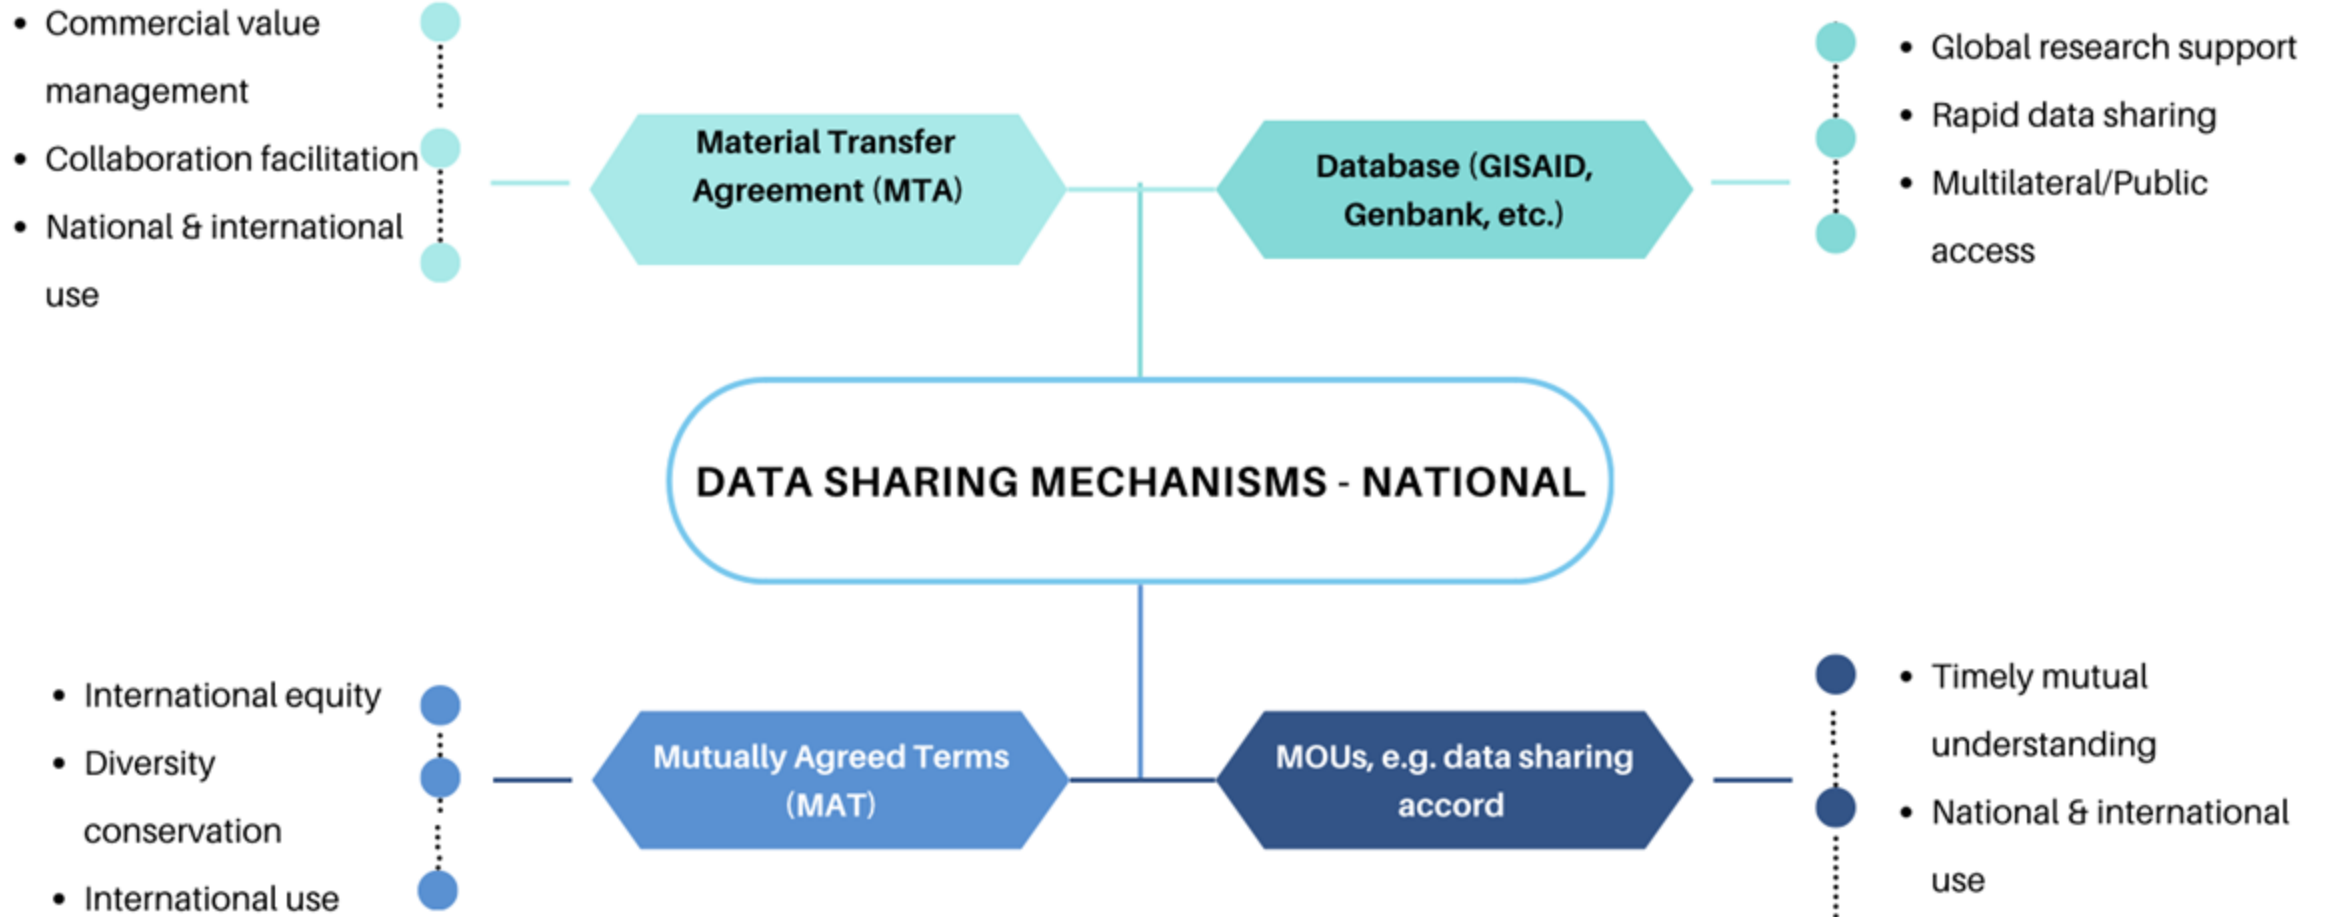 • Commercial value
management
• Collaboration facilitation
• National & international
use
Material Transfer
Agreement (MTA)
Database (GISAID,
Genbank, etc.)
• Global research support
• Rapid data sharing
• Multilateral/Public
access
DATA SHARING MECHANISMS - NATIONAL
• International equity
• Diversity
conservation
• International use
Mutually Agreed Terms
(MAT)
MOUs, e.g. data sharing
accord
• Timely mutual
understanding
• National & international
use